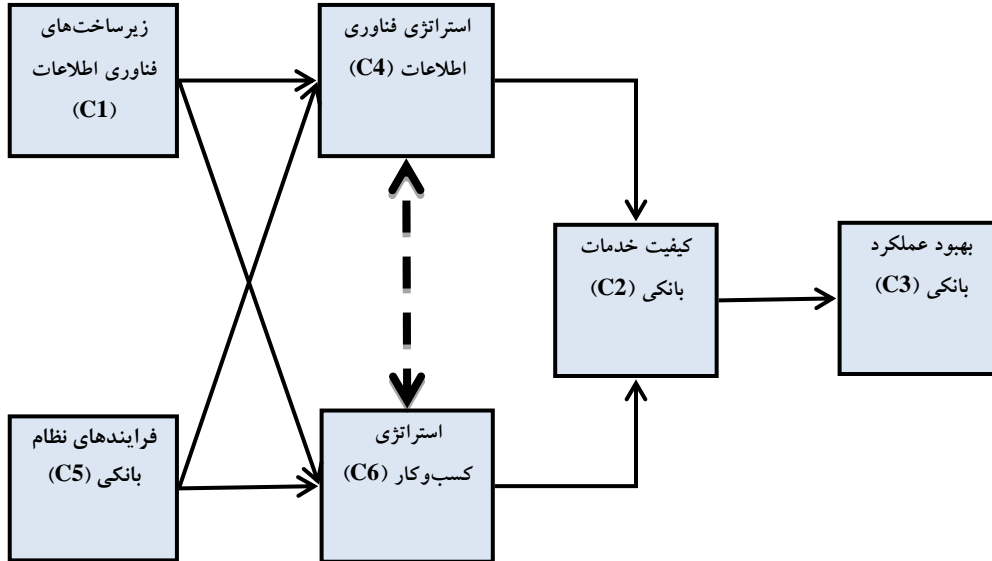 زیرساخت‌های
فناوری اطلاعات
(C1)
استراتژی فناوری
اطلاعات (C4)
کیفیت خدمات
بانکی (C2)
بهبود عملکرد
بانکی (C3)
فرایندهای نظام
بانکی (C5)
استراتژی
کسب‌وکار (C6)